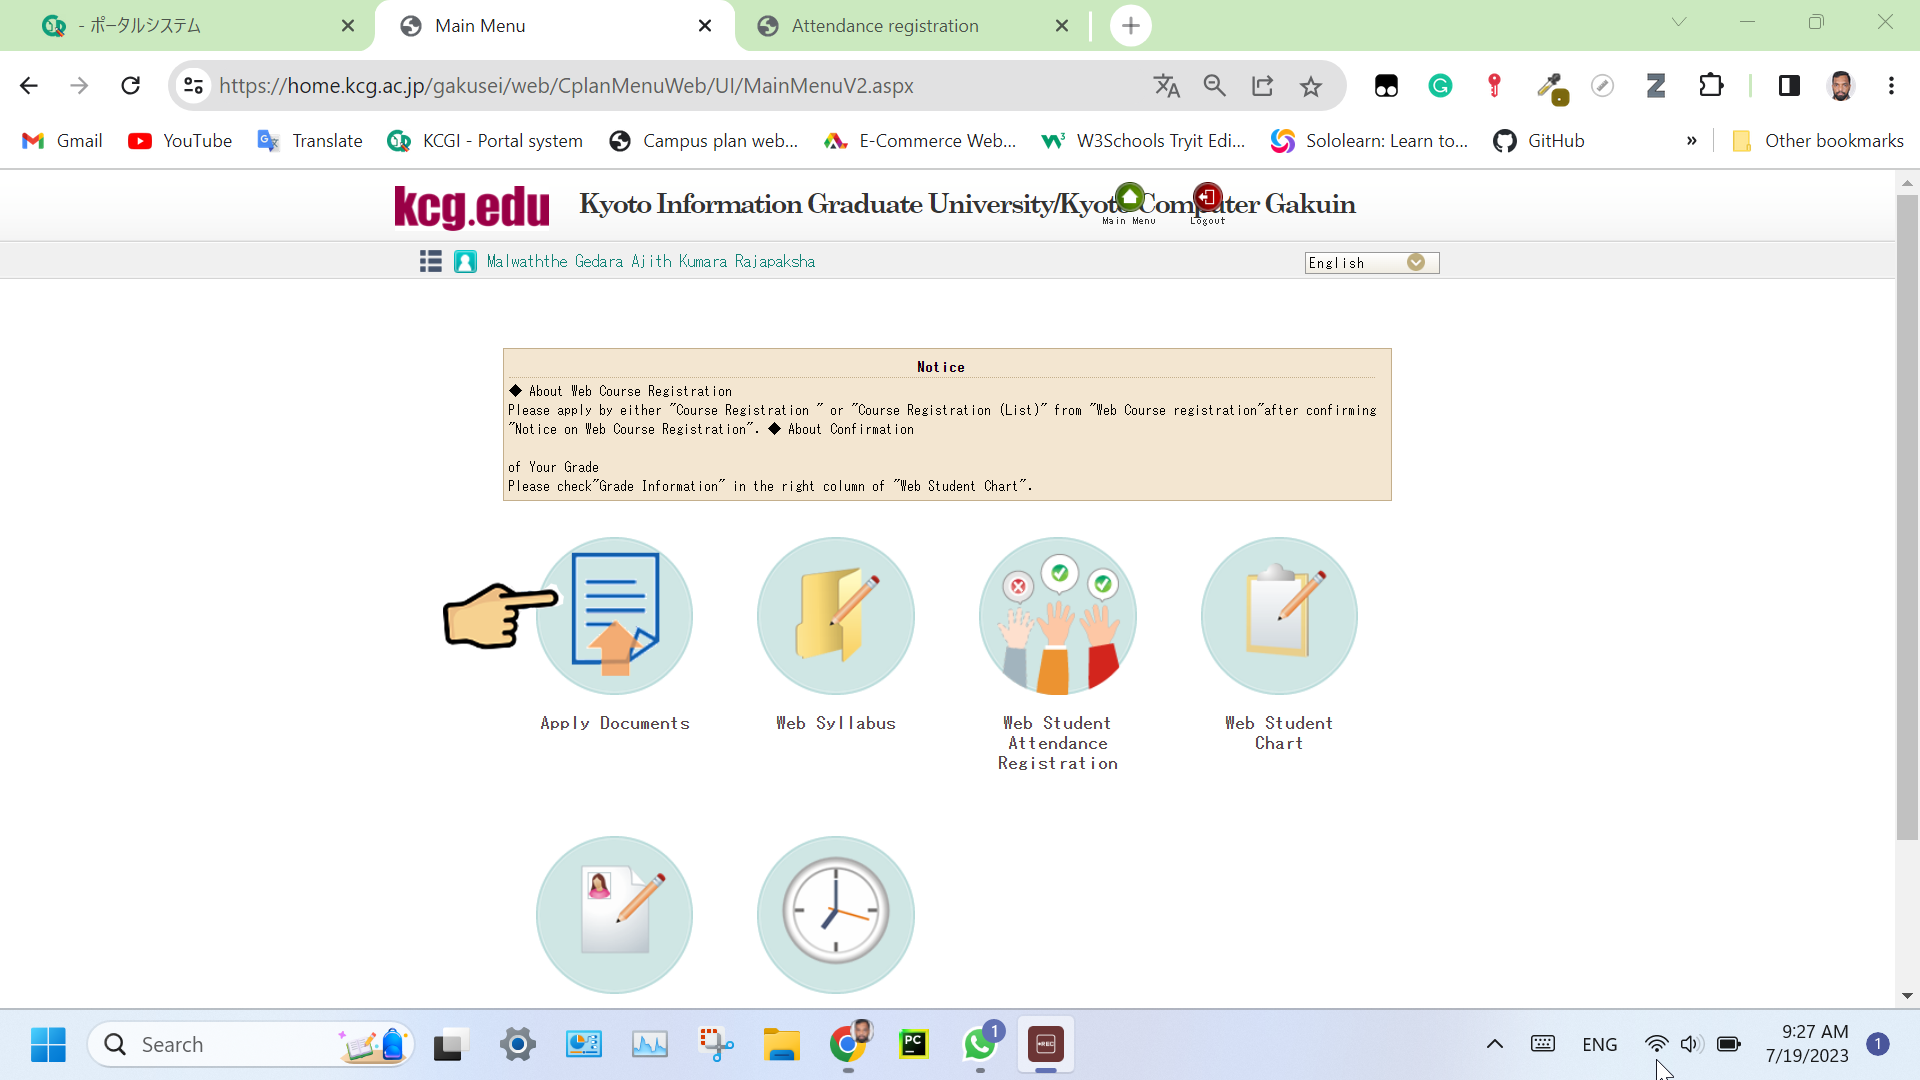 - ポータルシステム
Main Menu
Attendance registration
https://home.kcg.ac.jp/gakusei/web/CplanMenuWeb/UI/MainMenuV2.aspx
Gmail
YouTube
Translate
KCGI - Portal system
Campus plan web...
E-Commerce Web...
W3Schools Tryit Edi...
Sololearn: Learn to...
GitHub
»
Other bookmarks
kcg.edu
Kyoto Information Graduate University/Kyoto Computer Gakuin
Main Menu
Logout
Malwaththe Gedara Ajith Kumara Rajapaksha
English
Notice
◆ About Web Course Registration
Please apply by either "Course Registration " or "Course Registration (List)" from "Web Course registration"after confirming
"Notice on Web Course Registration". ◆ About Confirmation
of Your Grade
Please check"Grade Information" in the right column of "Web Student Chart".
Apply Documents
Web Syllabus
Web Student
Attendance
Registration
Web Student
Chart
Search
PC
1
REC
ENG
9:27 AM
7/19/2023
1